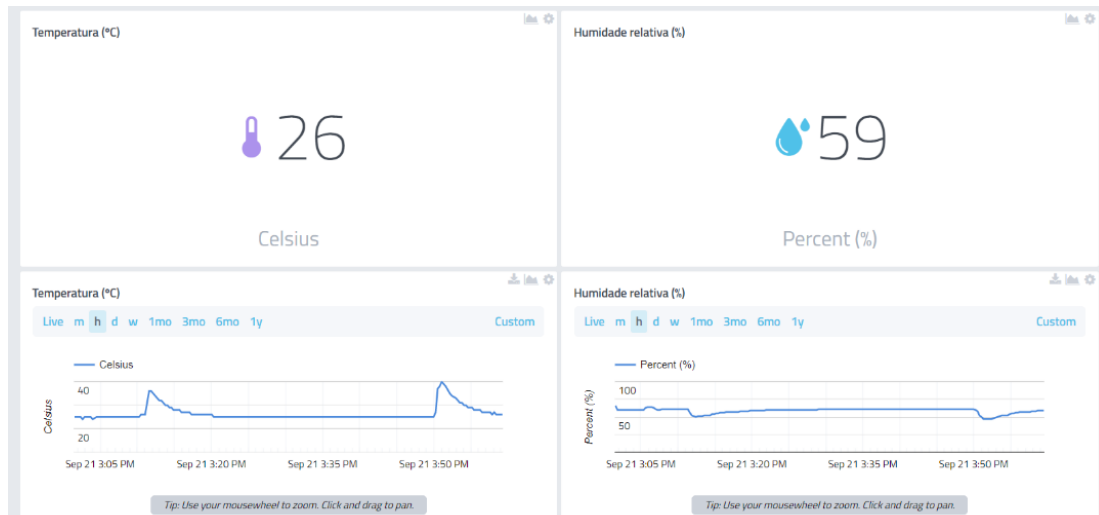 Temperatura (ºC)
26
Celsius
Humidade relativa (%)
59
Percent (%)
Temperatura (ºC)
Live m h d w 1mo 3mo 6mo 1y Custom
Celsius
Celsius
40
20
Sep 21 3:05 PM Sep 21 3:20 PM Sep 21 3:35 PM Sep 21 3:50 PM
Tip: Use your mousewheel to zoom. Click and drag to pan.
Humidade relativa (%)
Live m h d w 1mo 3mo 6mo 1y Custom
Percent (%)
Percent (%)
100
50
Sep 21 3:05 PM Sep 21 3:20 PM Sep 21 3:35 PM Sep 21 3:50 PM
Tip: Use your mousewheel to zoom. Click and drag to pan.